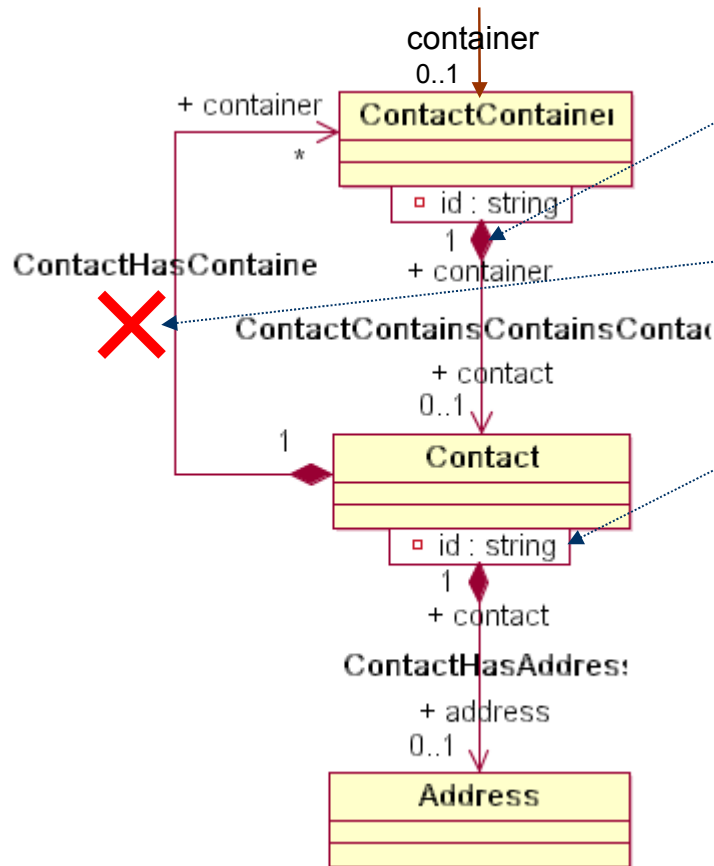 container
0..1
+ container
ContactContainer
*
id : string
1
+ container
ContactHasContaine
ContactContainsContainsContac
+ contact
0..1
1
Contact
id : string
1
+ contact
ContactHasAddress
+ address
0..1
Address